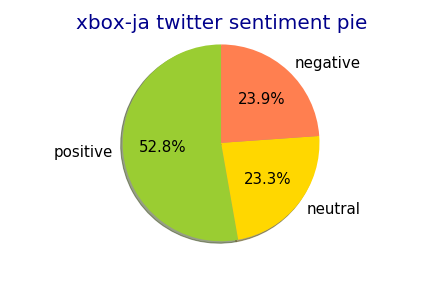 xbox-ja twitter sentiment pie
negative
23.9%
52.8%
positive
23.3%
neutral